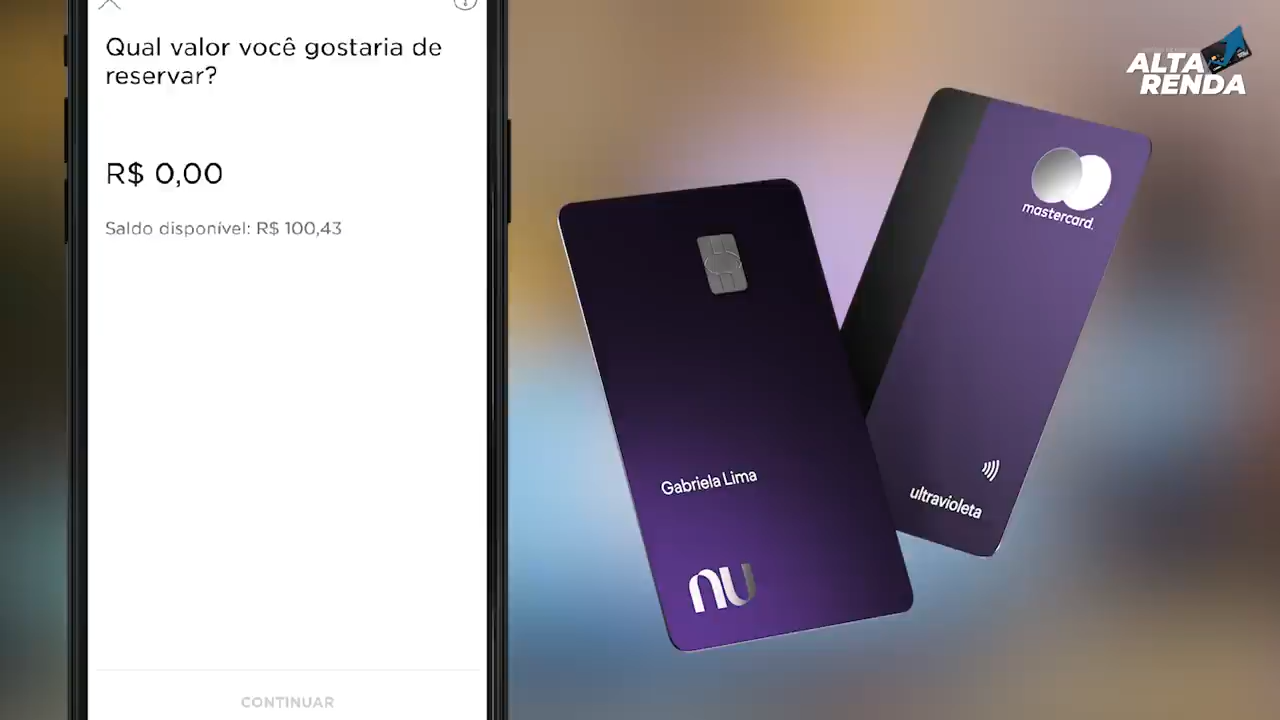 Qual valor você gostaria de
reservar?
R$ 0,00
Saldo disponível: R$ 100,43
CONTINUAR
Gabriela Lima
nu
mastercard.
ultravioleta
ALTA
RENDA